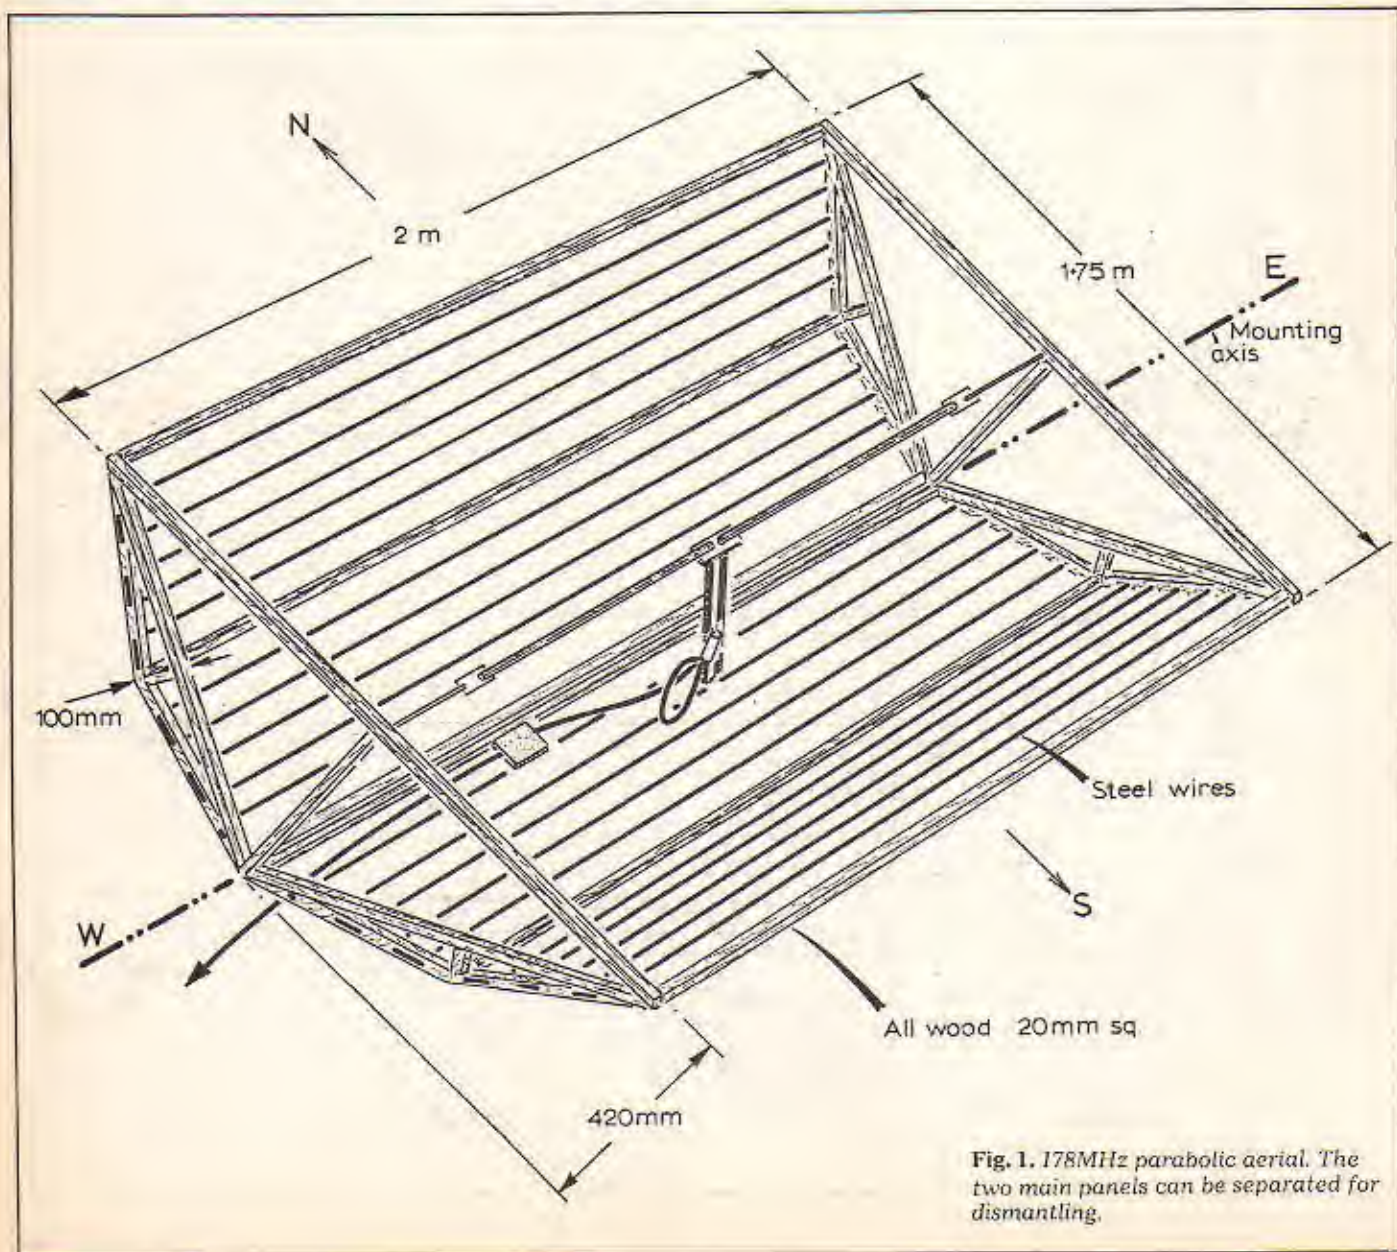 N
2 m
1·75 m
E
Mounting
axis
100mm
Steel wires
S
W
All wood 20mm sq
420mm
Fig. 1. 178MHz parabolic aerial. The
two main panels can be separated for
dismantling.